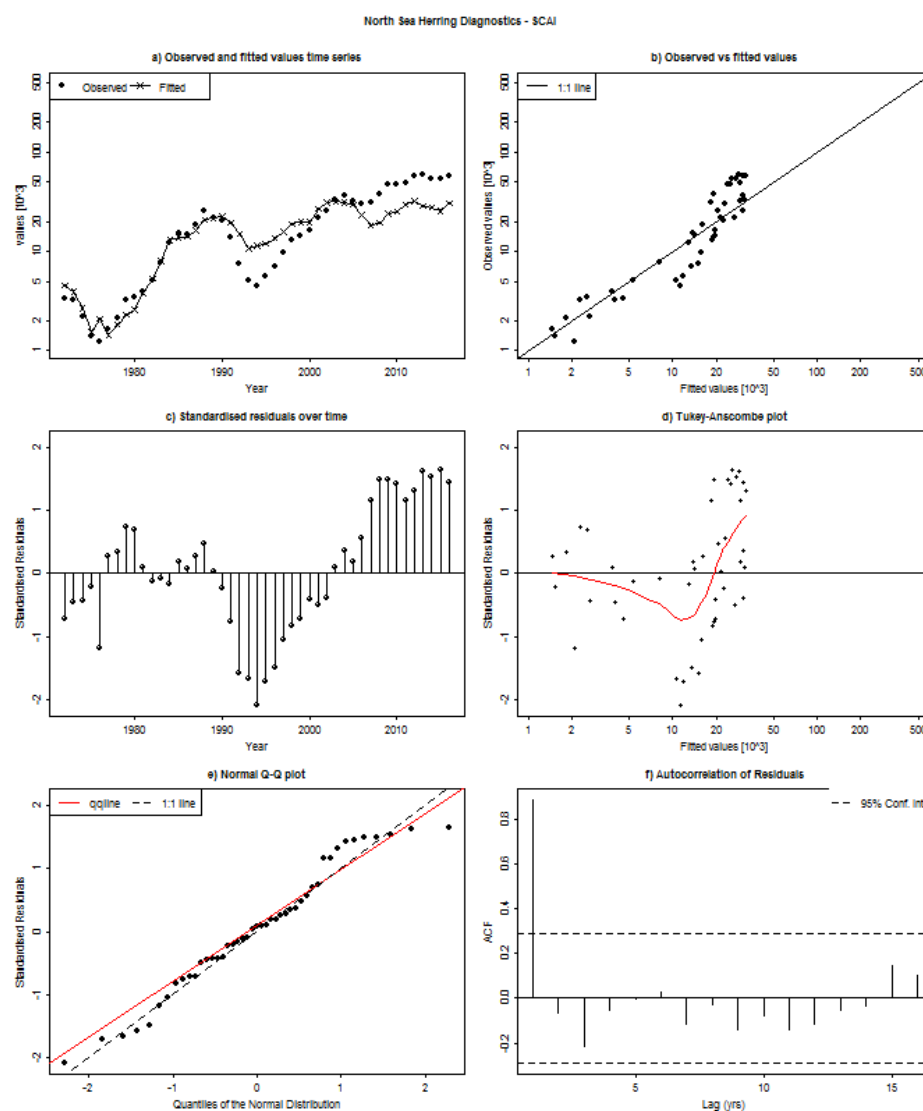 North Sea Herring Diagnostics - SCAI
a) Observed and fitted values time series
Observed Fitted
values [10^3]
1 2 5 10 20 50 100 200 500
1980 1990 2000 2010
Year
b) Observed vs fitted values
1:1 line
Observed values [10^3]
1 2 5 10 20 50 100 200 500
1 2 5 10 20 50 100 200 500
Fitted values [10^3]
c) Standardised residuals over time
Standardised Residuals
-2 -1 0 1 2
1980 1990 2000 2010
Year
d) Tukey-Anscombe plot
Standardised Residuals
-2 -1 0 1 2
1 2 5 10 20 50 100 200 500
Fitted values [10^3]
e) Normal Q-Q plot
qqline 1:1 line
Standardised Residuals
-2 -1 0 1 2
-2 -1 0 1 2
Quantiles of the Normal Distribution
f) Autocorrelation of Residuals
95% Conf. Int
ACF
-0.2 0.0 0.2 0.4 0.6 0.8
5 10 15
Lag (yrs)